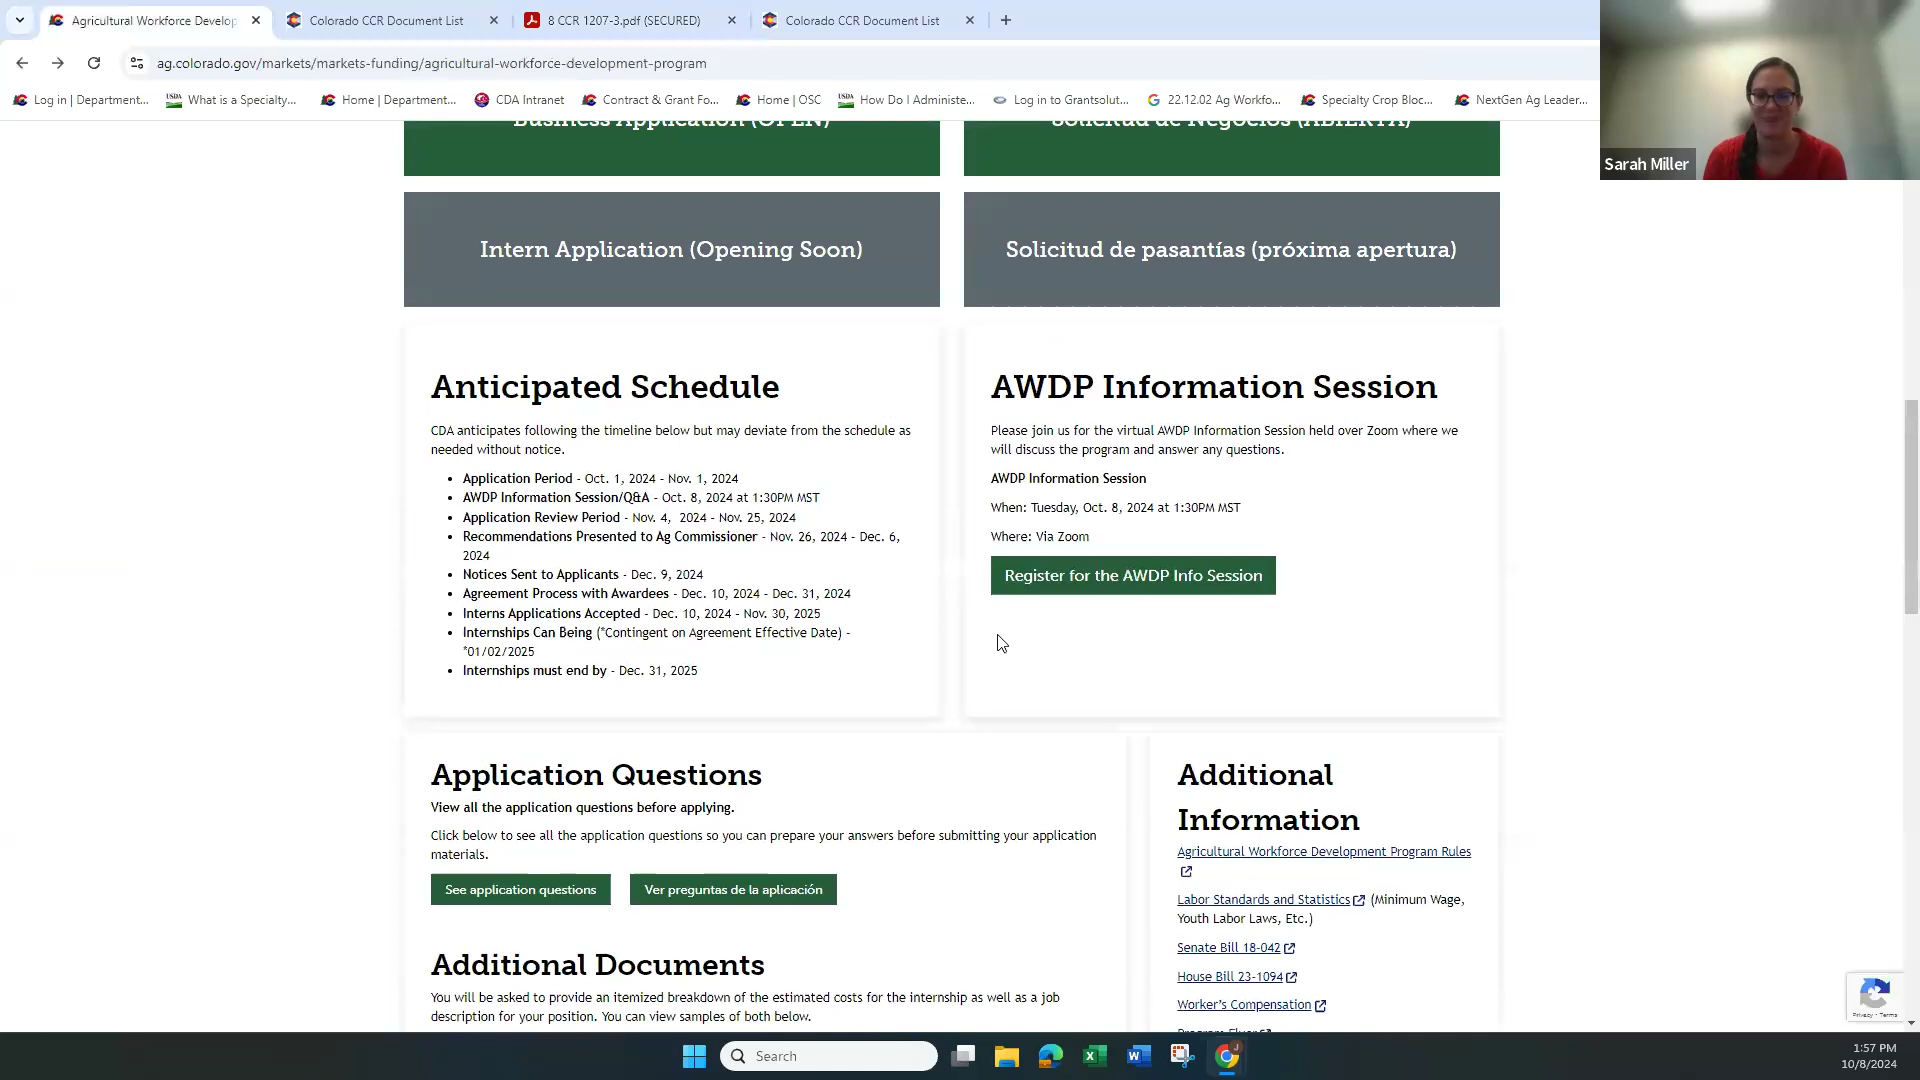 Agricultural Workforce Develop
Colorado CCR Document List
8 CCR 1207-3.pdf (SECURED)
Colorado CCR Document List
ag.colorado.gov/markets/markets-funding/agricultural-workforce-development-program
Log in | Department...
What is a Specialty...
Home | Department...
CDA Intranet
Contract & Grant Fo...
Home | OSC
How Do I Administe...
Log in to Grantsolut...
22.12.02 Ag Workfo...
Specialty Crop Bloc...
NextGen Ag Leader...
Sarah Miller
Business Application (OPEN)
Solicitud de Negocios (ABIERTA)
Intern Application (Opening Soon)
Solicitud de pasantías (próxima apertura)
Anticipated Schedule
CDA anticipates following the timeline below but may deviate from the schedule as
needed without notice.
• Application Period - Oct. 1, 2024 - Nov. 1, 2024
• AWDP Information Session/Q&A - Oct. 8, 2024 at 1:30PM MST
• Application Review Period - Nov. 4,  2024 - Nov. 25, 2024
• Recommendations Presented to Ag Commissioner - Nov. 26, 2024 - Dec. 6,
2024
• Notices Sent to Applicants - Dec. 9, 2024
• Agreement Process with Awardees - Dec. 10, 2024 - Dec. 31, 2024
• Interns Applications Accepted - Dec. 10, 2024 - Nov. 30, 2025
• Internships Can Being (*Contingent on Agreement Effective Date) -
*01/02/2025
• Internships must end by - Dec. 31, 2025
AWDP Information Session
Please join us for the virtual AWDP Information Session held over Zoom where we
will discuss the program and answer any questions.
AWDP Information Session
When: Tuesday, Oct. 8, 2024 at 1:30PM MST
Where: Via Zoom
Register for the AWDP Info Session
Application Questions
View all the application questions before applying.
Click below to see all the application questions so you can prepare your answers before submitting your application
materials.
See application questions
Ver preguntas de la aplicación
Additional Documents
You will be asked to provide an itemized breakdown of the estimated costs for the internship as well as a job
description for your position. You can view samples of both below.
Additional
Information
Agricultural Workforce Development Program Rules
Labor Standards and Statistics (Minimum Wage,
Youth Labor Laws, Etc.)
Senate Bill 18-042
House Bill 23-1094
Worker's Compensation
Program Flyer
Privacy - Terms
Search
1:57 PM
10/8/2024